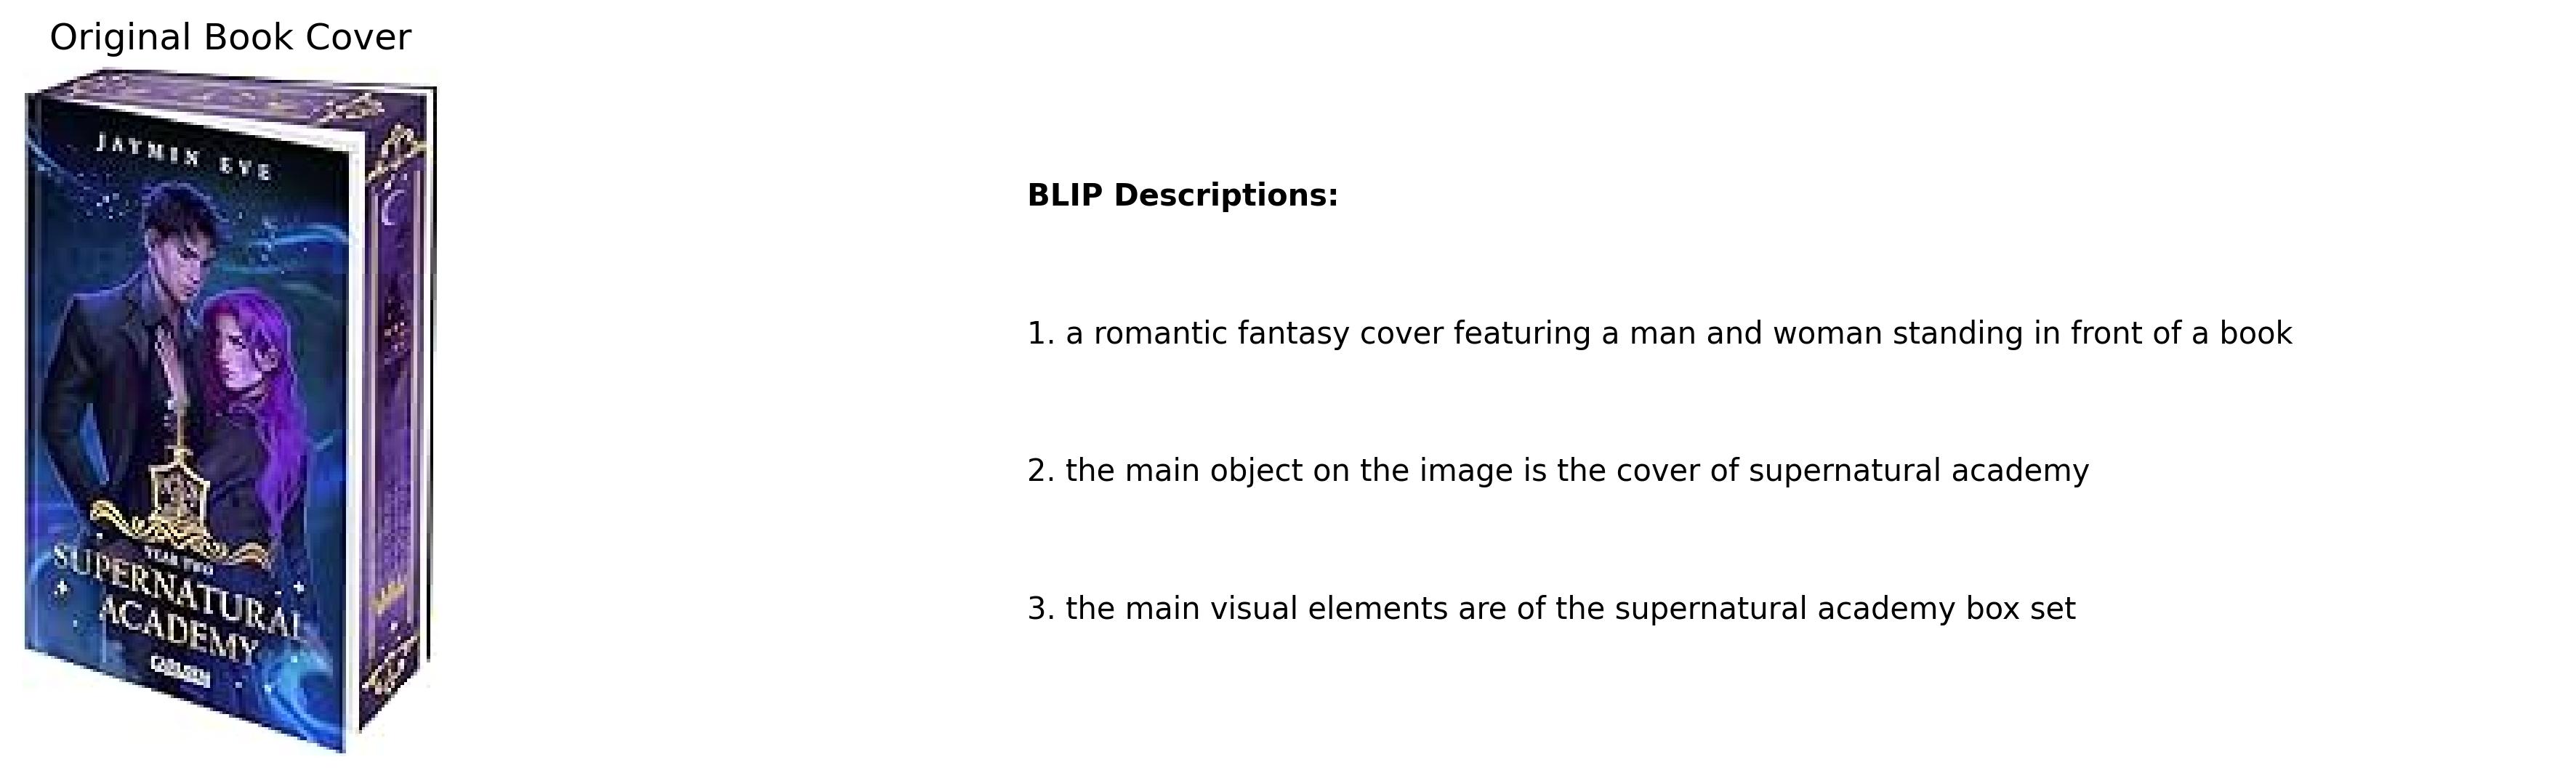 Original Book Cover
JAYMIN EVE
YEAR TWO
SUPERNATURAL
ACADEMY
CARLSEN
BLIP Descriptions:
1. a romantic fantasy cover featuring a man and woman standing in front of a book
2. the main object on the image is the cover of supernatural academy
3. the main visual elements are of the supernatural academy box set